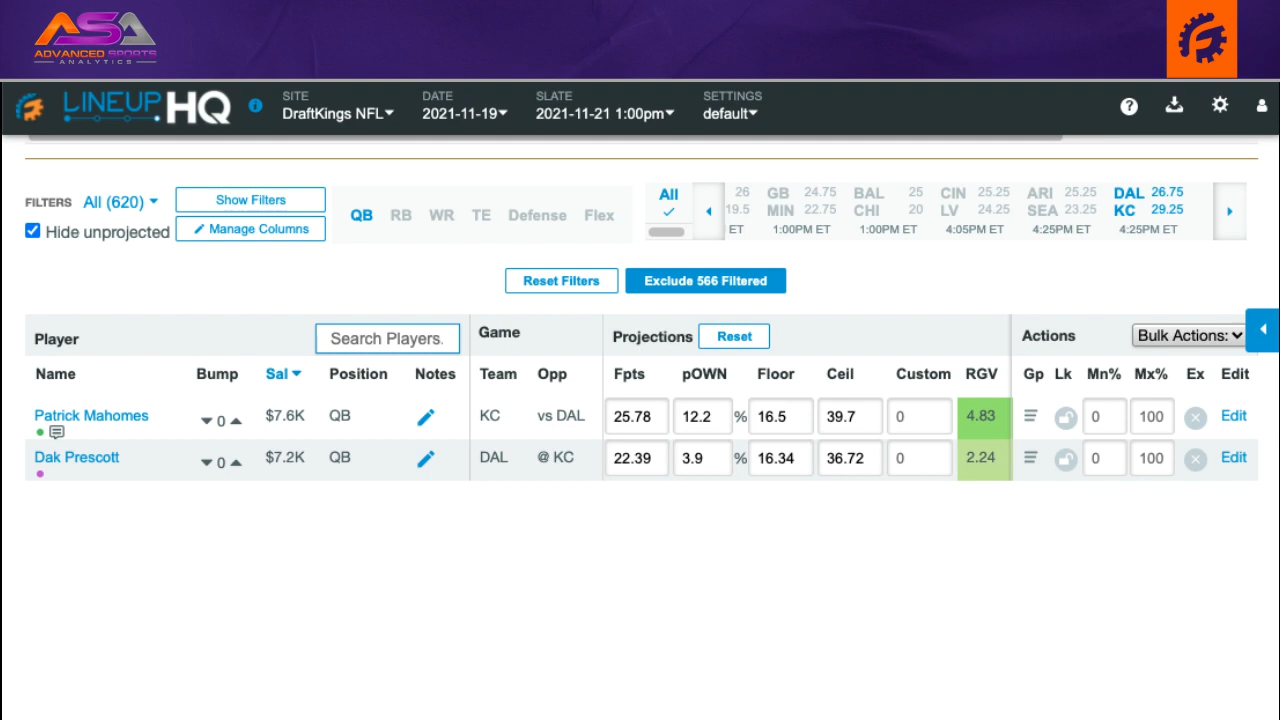 ASA
ADVANCED SPORTS
ANALYTICS
LINEUPHQ
SITE DATE SLATE SETTINGS
DraftKings NFL 2021-11-19 2021-11-21 1:00pm default
FILTERS All (620) Show Filters
Hide unprojected Manage Columns
QB RB WR TE Defense Flex
All 26 GB 24.75 BAL 25 CIN 25.25 ARI 25.25 DAL 26.75
19.5 MIN 22.75 CHI 20 LV 24.25 SEA 23.25 KC 29.25
ET 1:00PM ET 1:00PM ET 4:05PM ET 4:25PM ET 4:25PM ET
Reset Filters Exclude 566 Filtered
Player Search Players. Game Projections Reset Actions Bulk Actions:
Name Bump Sal Position Notes Team Opp Fpts pOWN Floor Ceil Custom RGV Gp Lk Mn% Mx% Ex Edit
Patrick Mahomes 0 $7.6K QB KC vs DAL 25.78 12.2 % 16.5 39.7 0 4.83 0 100 Edit
Dak Prescott 0 $7.2K QB DAL @ KC 22.39 3.9 % 16.34 36.72 0 2.24 0 100 Edit